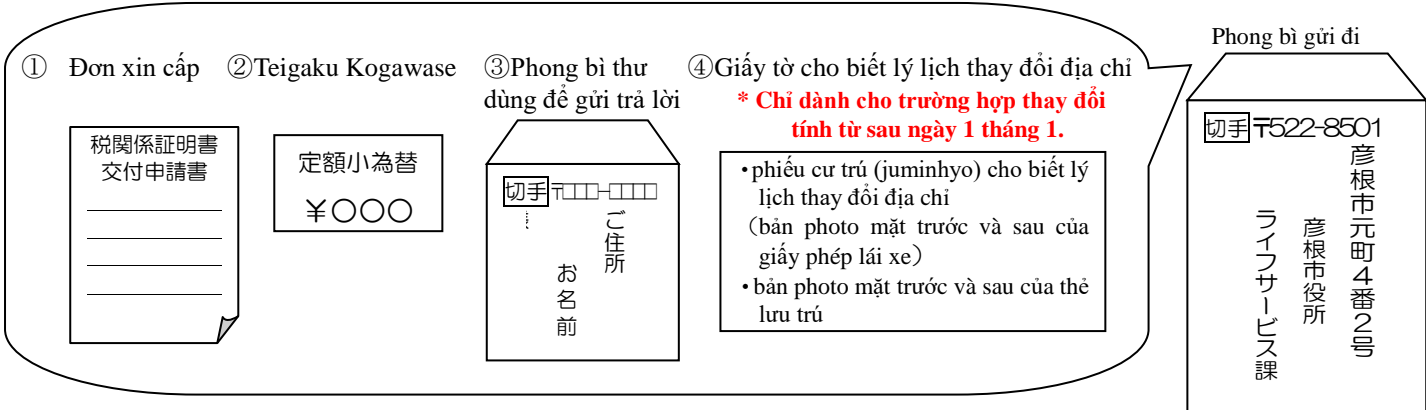 ① Đơn xin cấp
税関係証明書
交付申請書
②Teigaku Kogawase
定額小為替
¥○○○
③Phong bì thư
dùng để gửi trả lời
切手〒□□□-□□□□
ご住所
お名前
④Giấy tờ cho biết lý lịch thay đổi địa chỉ
* Chỉ dành cho trường hợp thay đổi
tính từ sau ngày 1 tháng 1.
・phiếu cư trú (juminhyo) cho biết lý
lịch thay đổi địa chỉ
（bản photo mặt trước và sau của
giấy phép lái xe）
・bản photo mặt trước và sau của thẻ
lưu trú
Phong bì gửi đi
切手〒522-8501
彦根市元町４番２号
彦根市役所
ライフサービス課